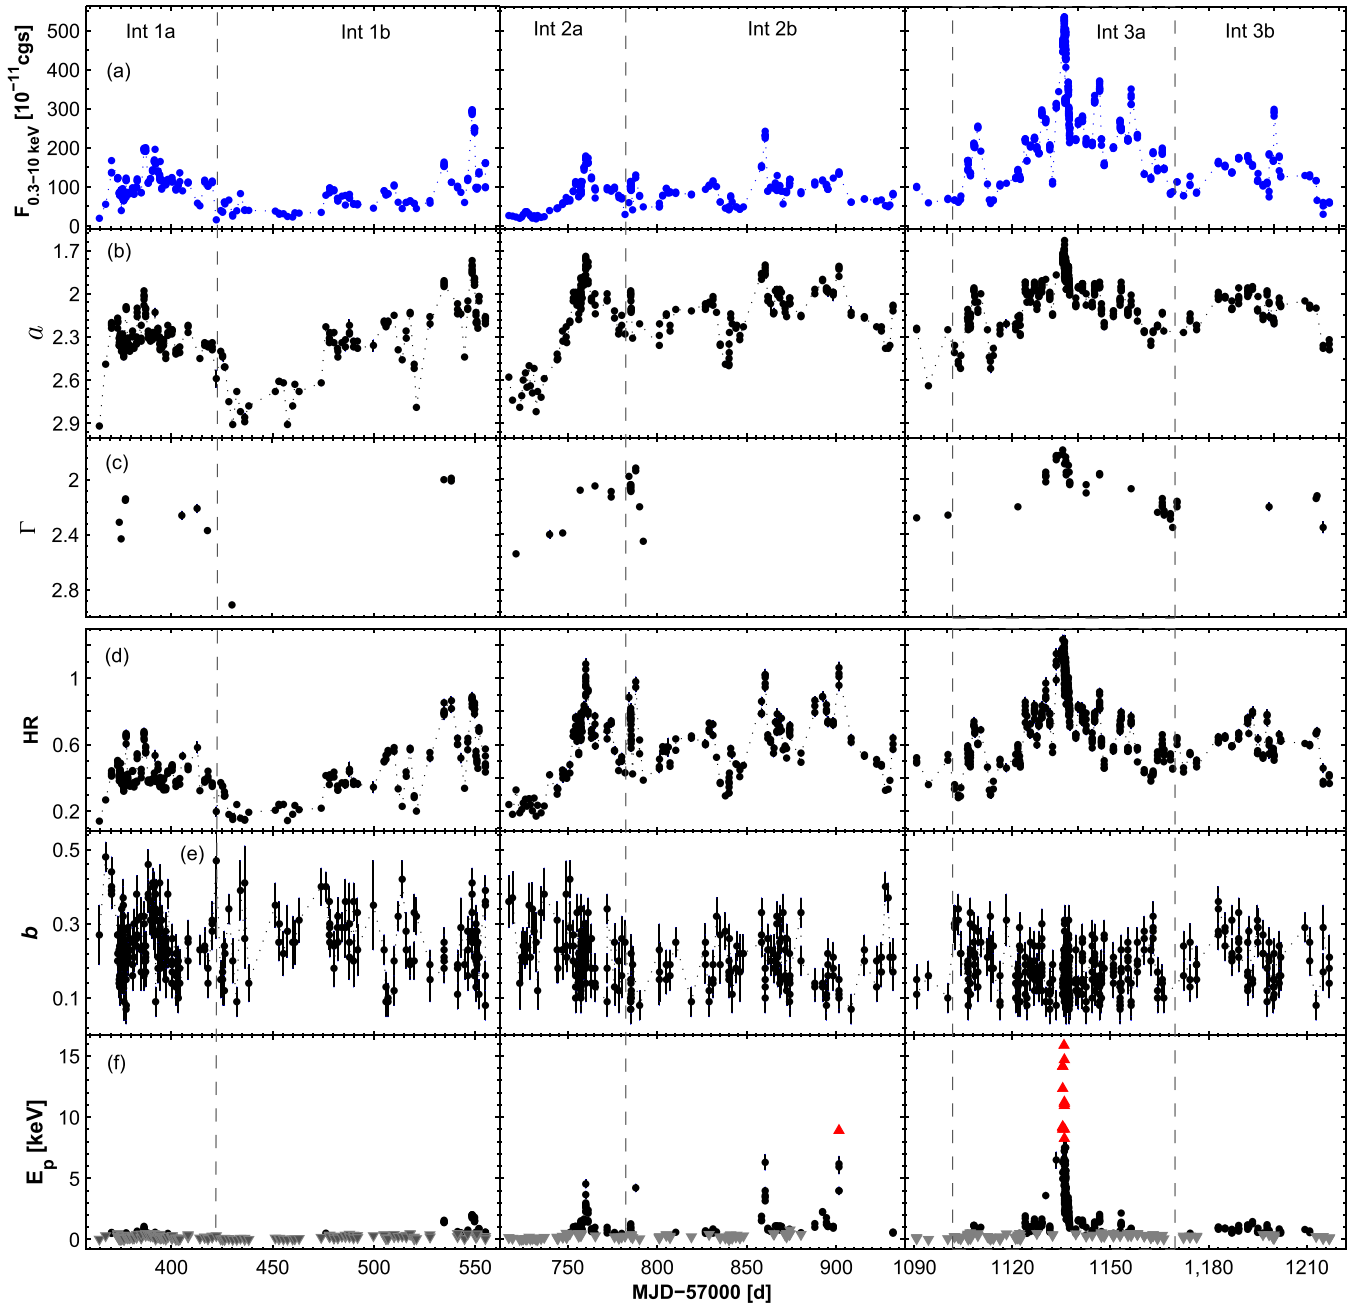 Int 1a Int 1b Int 2a Int 2b Int 3a Int 3b
(a)
F0.3−10 keV [10−11cgs]
500
400
300
200
100
0
(b)
a
1.7
2
2.3
2.6
2.9
(c)
Γ
2
2.4
2.8
(d)
HR
1
0.6
0.2
(e)
b
0.5
0.3
0.1
(f)
Ep [keV]
15
10
5
0
400 450 500 550 750 800 850 900 1090 1120 1150 1,180 1210
MJD−57000 [d]